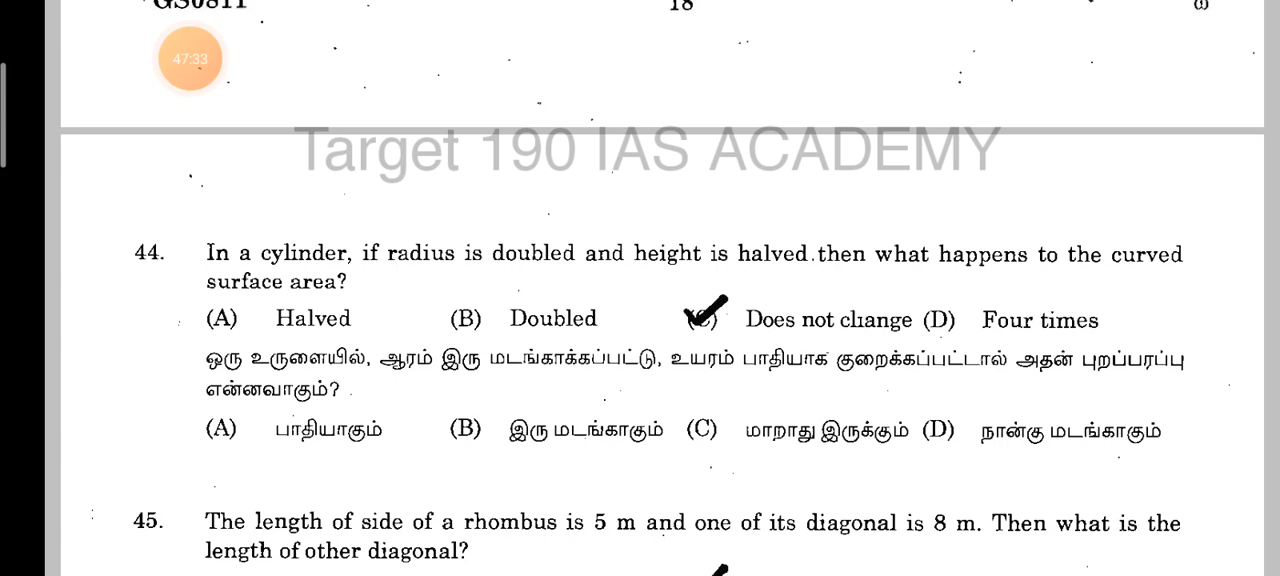 GS0811 18 ω
47:33
Target 190 IAS ACADEMY
44. In a cylinder, if radius is doubled and height is halved then what happens to the curved
surface area?
(A) Halved (B) Doubled (C) Does not change (D) Four times
ஒரு உருளையில், ஆரம் இரு மடங்காக்கப்பட்டு, உயரம் பாதியாக குறைக்கப்பட்டால் அதன் புறப்பரப்பு
என்னவாகும்?
(A) பாதியாகும் (B) இரு மடங்காகும் (C) மாறாது இருக்கும் (D) நான்கு மடங்காகும்
45. The length of side of a rhombus is 5 m and one of its diagonal is 8 m. Then what is the
length of other diagonal?